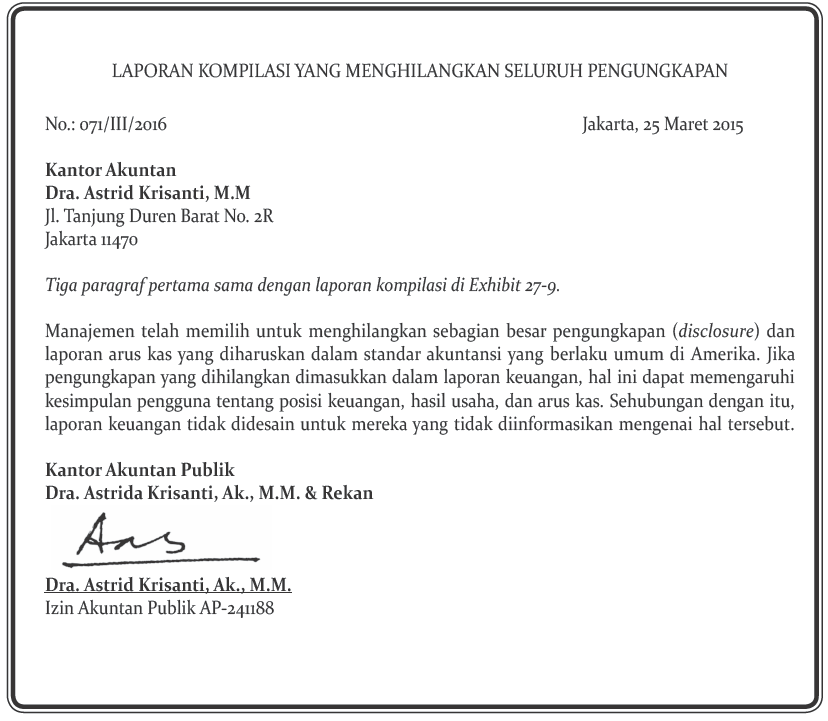 LAPORAN KOMPILASI YANG MENGHILANGKAN SELURUH PENGUNGKAPAN
No.: 071/III/2016 Jakarta, 25 Maret 2015
Kantor Akuntan
Dra. Astrid Krisanti, M.M
Jl. Tanjung Duren Barat No. 2R
Jakarta 11470
Tiga paragraf pertama sama dengan laporan kompilasi di Exhibit 27-9.
Manajemen telah memilih untuk menghilangkan sebagian besar pengungkapan (disclosure) dan
laporan arus kas yang diharuskan dalam standar akuntansi yang berlaku umum di Amerika. Jika
pengungkapan yang dihilangkan dimasukkan dalam laporan keuangan, hal ini dapat memengaruhi
kesimpulan pengguna tentang posisi keuangan, hasil usaha, dan arus kas. Sehubungan dengan itu,
laporan keuangan tidak didesain untuk mereka yang tidak diinformasikan mengenai hal tersebut.
Kantor Akuntan Publik
Dra. Astrida Krisanti, Ak., M.M. & Rekan
Dra. Astrid Krisanti, Ak., M.M.
Izin Akuntan Publik AP-241188